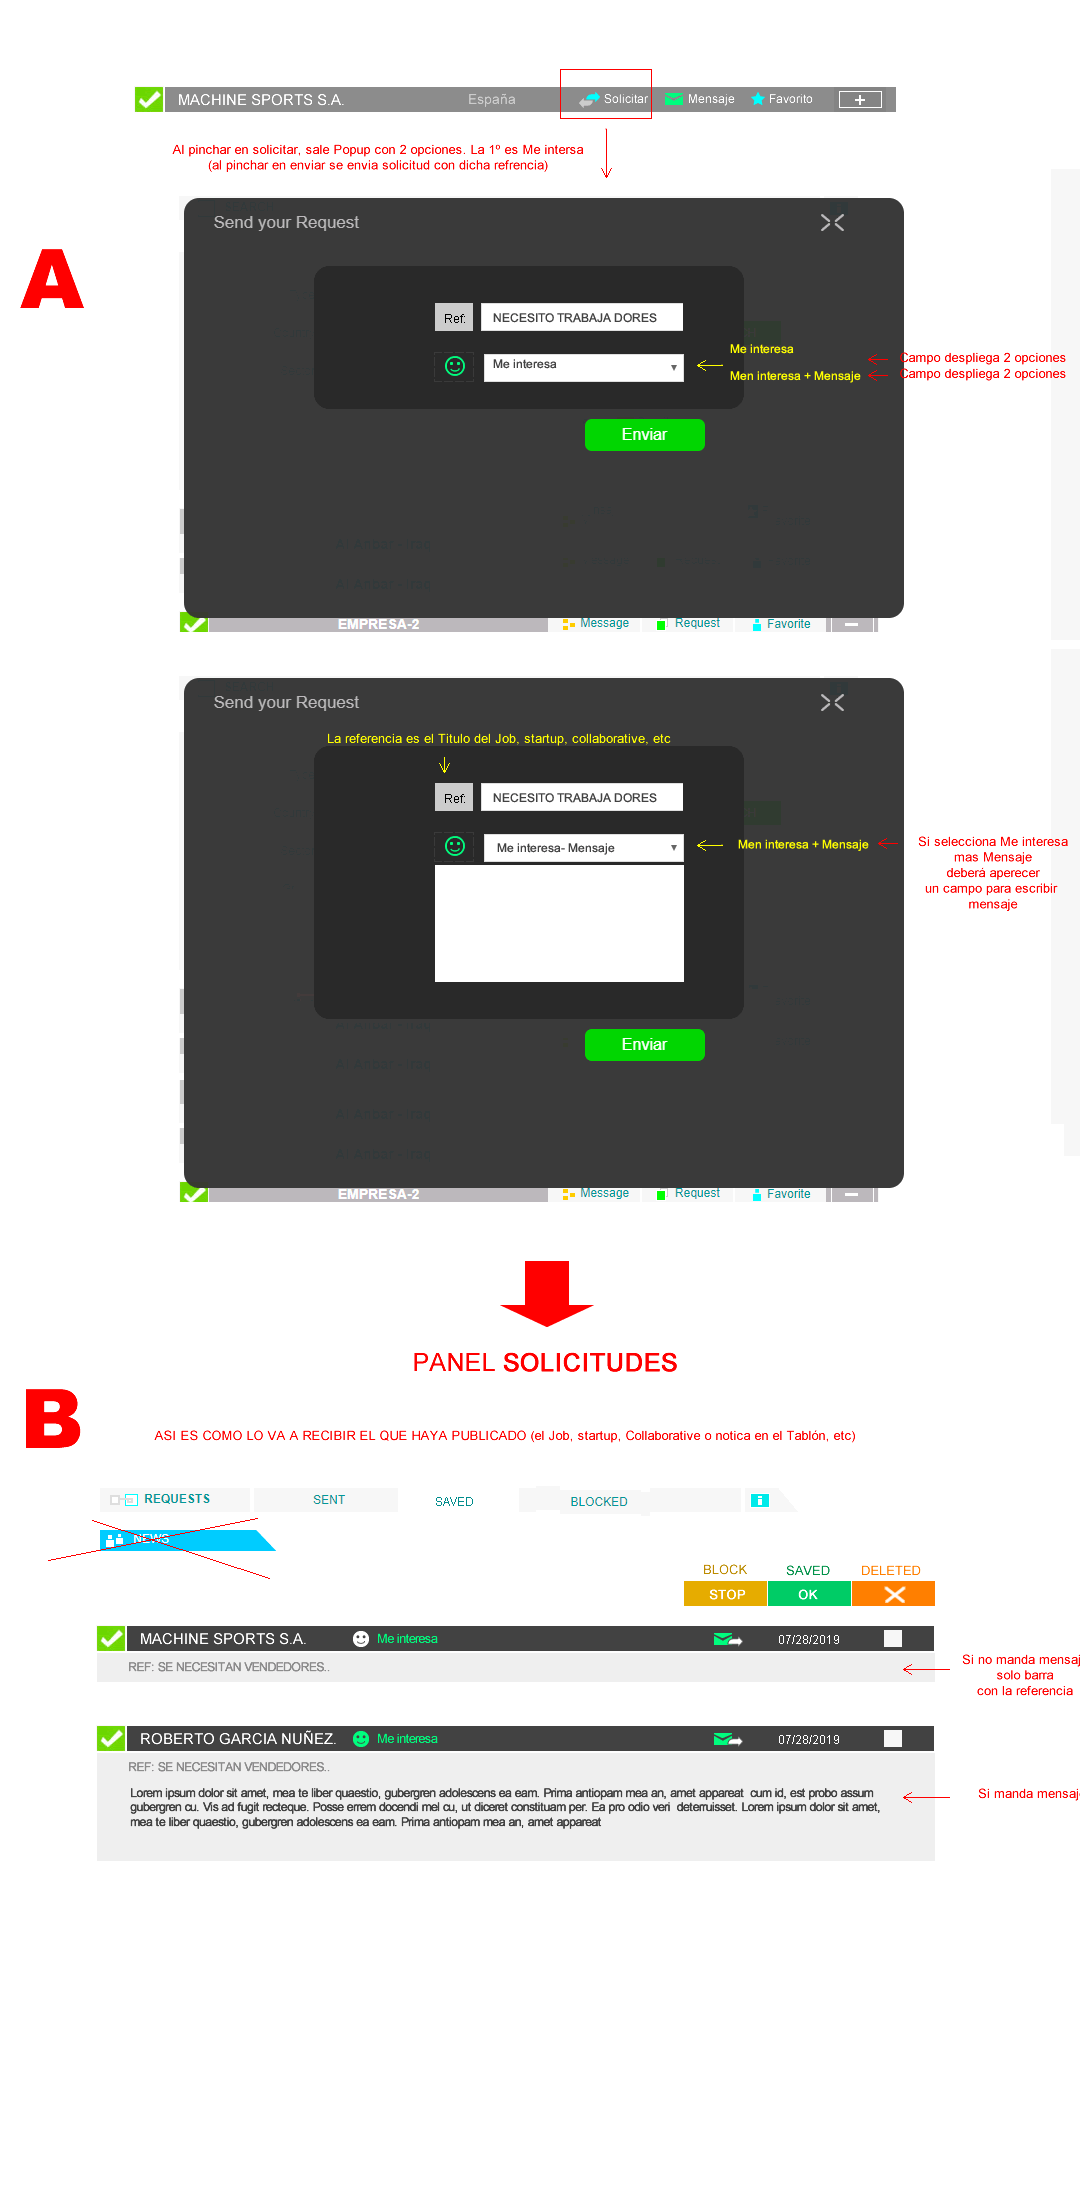 MACHINE SPORTS S.A. España Solicitar Mensaje Favorito
Al pinchar en solicitar, sale Popup con 2 opciones. La 1º es Me intersa
(al pinchar en enviar se envia solicitud con dicha refrencia)
A
Send your Request
Ref: NECESITO TRABAJA DORES
Me interesa
Me interesa
Men interesa + Mensaje
Campo despliega 2 opciones
Campo despliega 2 opciones
Enviar
EMPRESA-2 Message Request Favorite
Send your Request
La referencia es el Titulo del Job, startup, collaborative, etc
Ref: NECESITO TRABAJA DORES
Me interesa- Mensaje
Men interesa + Mensaje
Si selecciona Me interesa
mas Mensaje
deberá aperecer
un campo para escribir
mensaje
Enviar
EMPRESA-2 Message Request Favorite
PANEL SOLICITUDES
B
ASI ES COMO LO VA A RECIBIR EL QUE HAYA PUBLICADO (el Job, startup, Collaborative o notica en el Tablón, etc)
REQUESTS SENT SAVED BLOCKED
NEWS
BLOCK SAVED DELETED
STOP OK
MACHINE SPORTS S.A. Me interesa 07/28/2019
REF: SE NECESITAN VENDEDORES..
Si no manda mensaj
solo barra
con la referencia
ROBERTO GARCIA NUÑEZ. Me interesa 07/28/2019
REF: SE NECESITAN VENDEDORES..
Lorem ipsum dolor sit amet, mea te liber quaestio, gubergren adolescens ea eam. Prima antiopam mea an, amet appareat cum id, est probo assum
gubergren cu. Vis ad fugit recteque. Posse errem docendi mel cu, ut diceret constituam per. Ea pro odio veri deterruisset. Lorem ipsum dolor sit amet,
mea te liber quaestio, gubergren adolescens ea eam. Prima antiopam mea an, amet appareat
Si manda mensaje